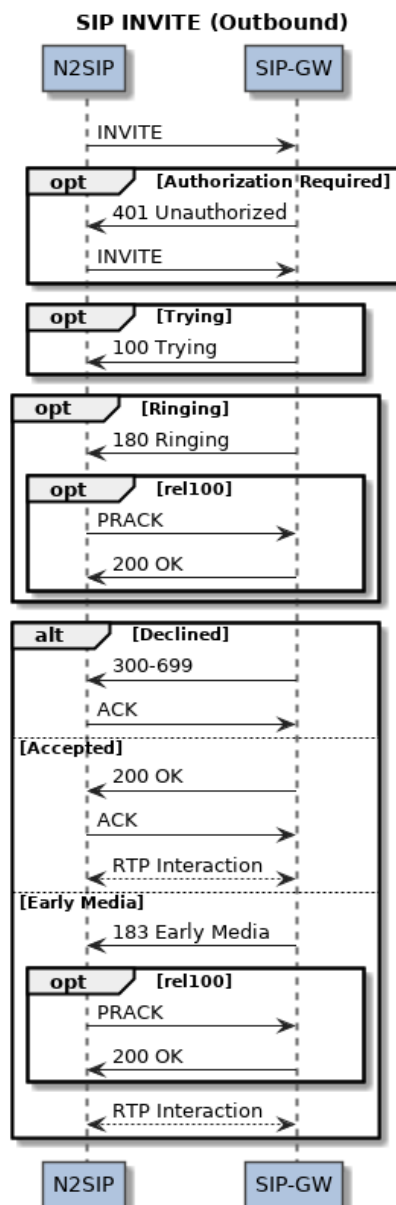 SIP INVITE (Outbound)
N2SIP SIP-GW
INVITE
opt [Authorization Required]
401 Unauthorized
INVITE
opt [Trying]
100 Trying
opt [Ringing]
180 Ringing
opt [rel100]
PRACK
200 OK
alt [Declined]
300-699
ACK
[Accepted]
200 OK
ACK
RTP Interaction
[Early Media]
183 Early Media
opt [rel100]
PRACK
200 OK
RTP Interaction
N2SIP SIP-GW